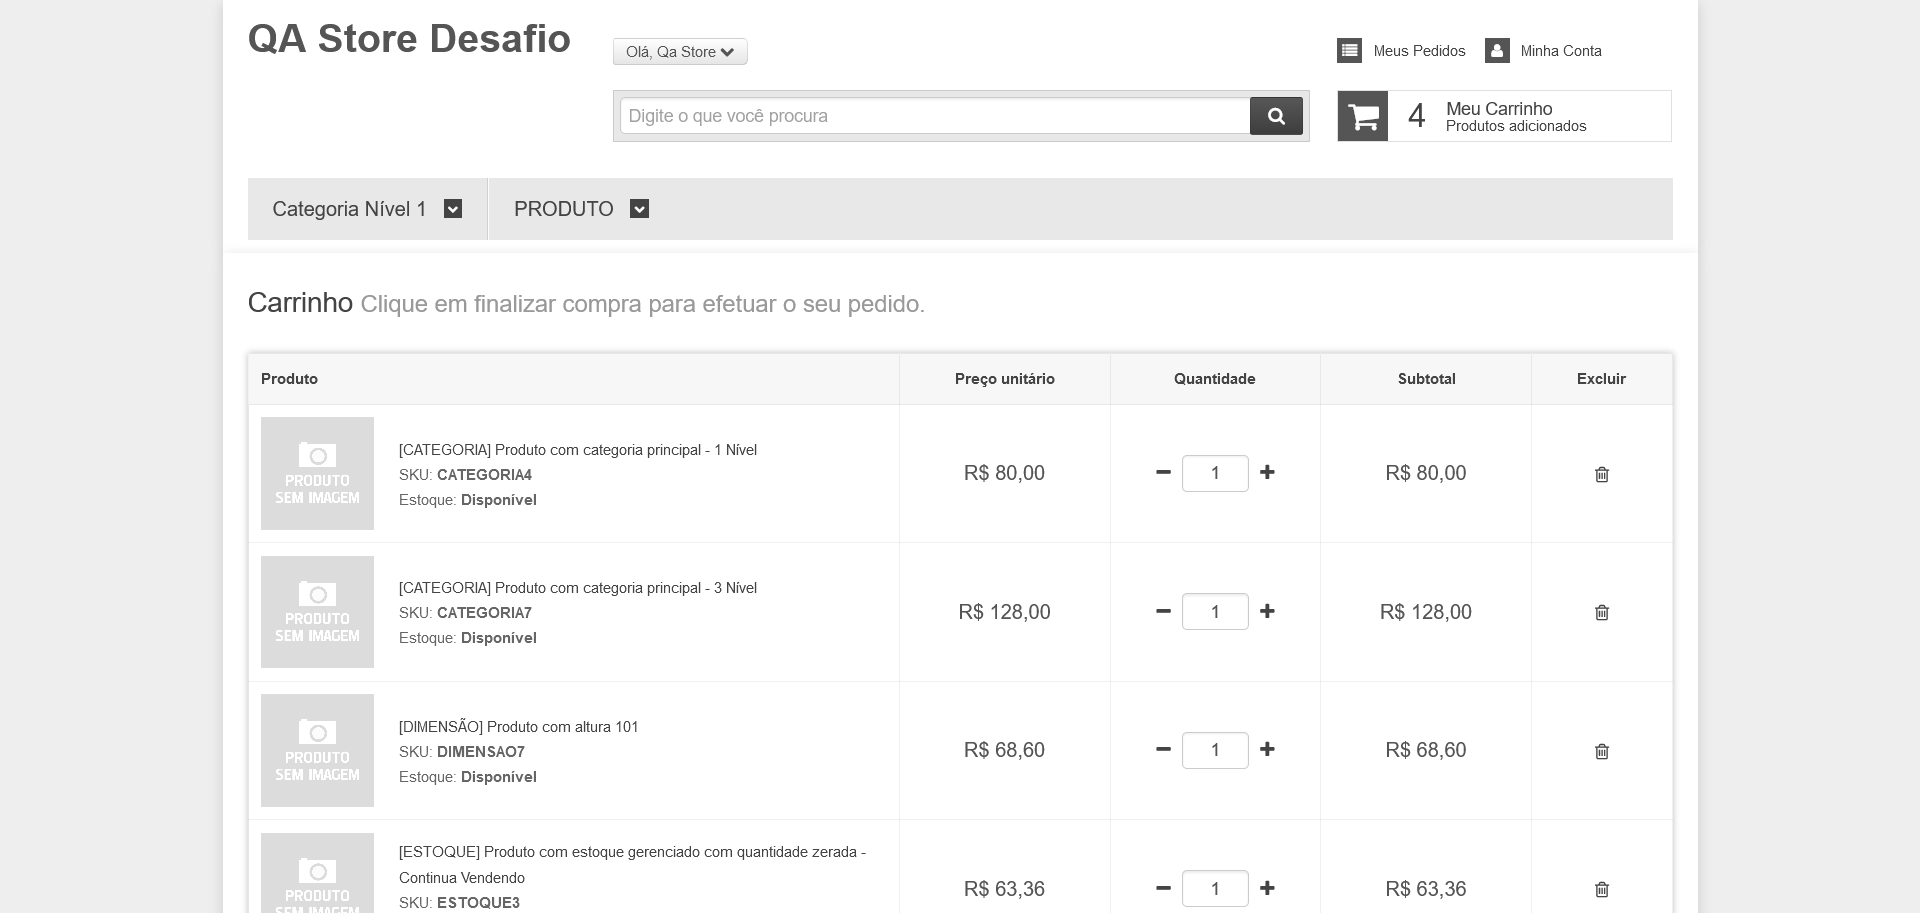 QA Store Desafio
Olá, Qa Store
Meus Pedidos
Minha Conta
Digite o que você procura
4
Meu Carrinho
Produtos adicionados
Categoria Nível 1
PRODUTO
Carrinho Clique em finalizar compra para efetuar o seu pedido.
Produto Preço unitário Quantidade Subtotal Excluir
PRODUTO
SEM IMAGEM
[CATEGORIA] Produto com categoria principal - 1 Nível
SKU: CATEGORIA4
Estoque: Disponível
R$ 80,00 1 R$ 80,00
PRODUTO
SEM IMAGEM
[CATEGORIA] Produto com categoria principal - 3 Nível
SKU: CATEGORIA7
Estoque: Disponível
R$ 128,00 1 R$ 128,00
PRODUTO
SEM IMAGEM
[DIMENSÃO] Produto com altura 101
SKU: DIMENSAO7
Estoque: Disponível
R$ 68,60 1 R$ 68,60
PRODUTO
SEM IMAGEM
[ESTOQUE] Produto com estoque gerenciado com quantidade zerada -
Continua Vendendo
SKU: ESTOQUE3
R$ 63,36 1 R$ 63,36